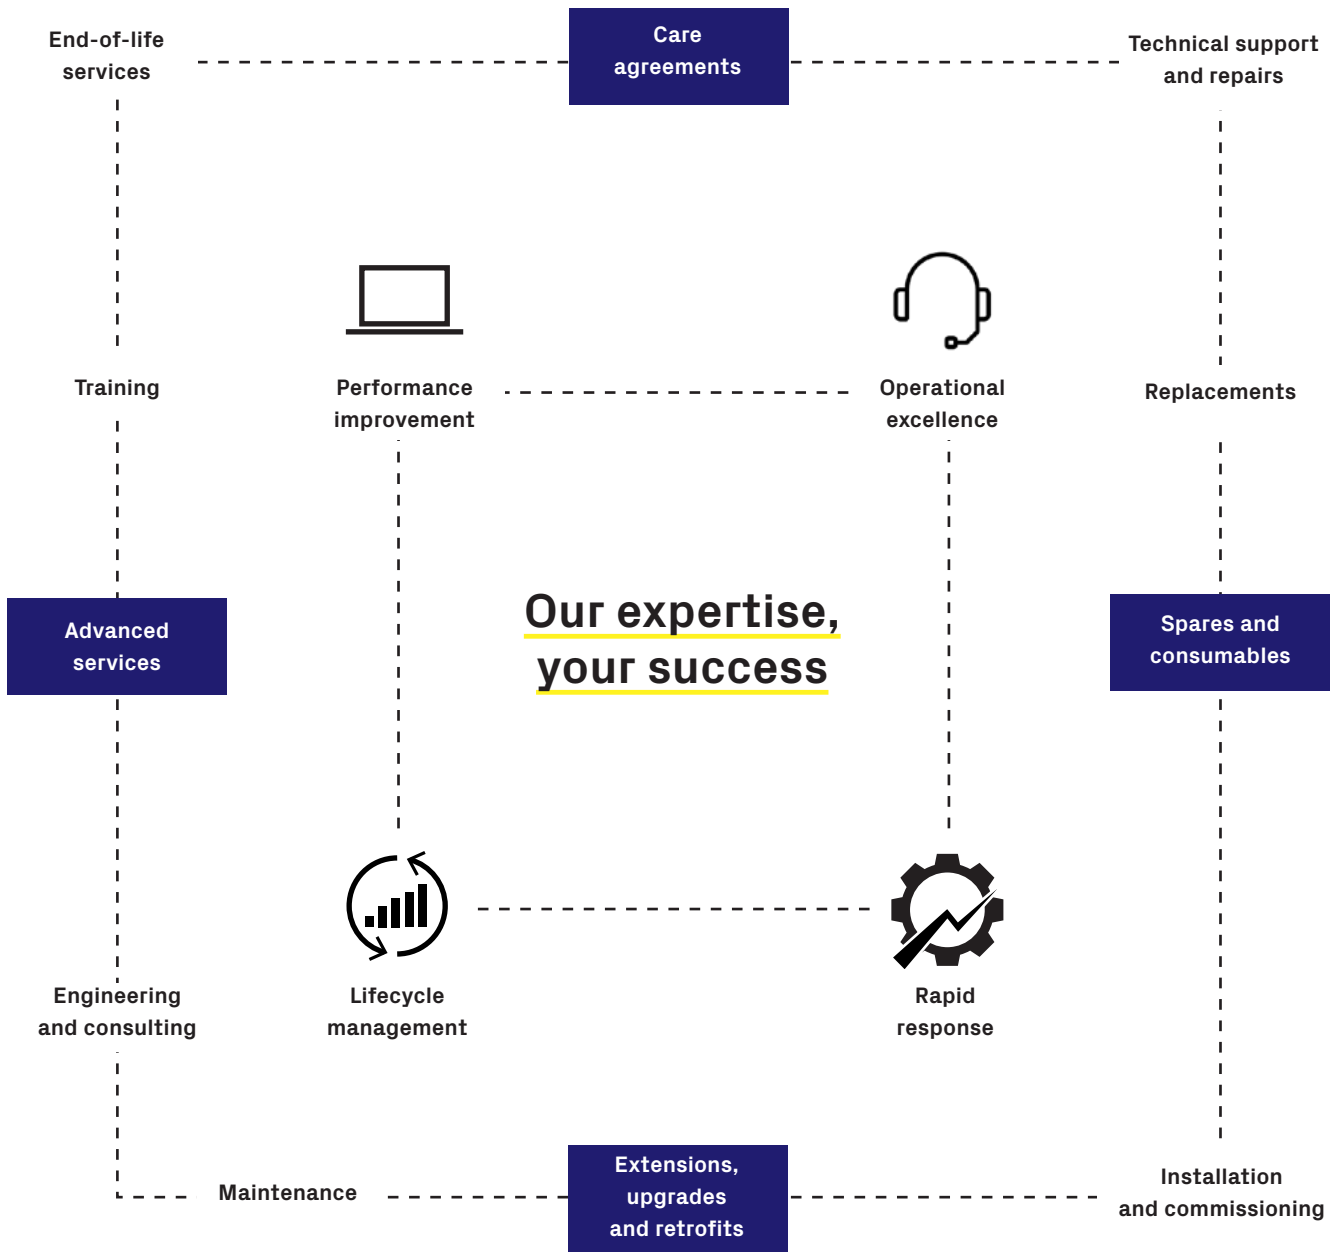 End-of-life
services
Care
agreements
Technical support
and repairs
Training
Performance
improvement
Operational
excellence
Replacements
Our expertise,
your success
Advanced
services
Spares and
consumables
Engineering
and consulting
Lifecycle
management
Rapid
response
Maintenance
Extensions,
upgrades
and retrofits
Installation
and commissioning